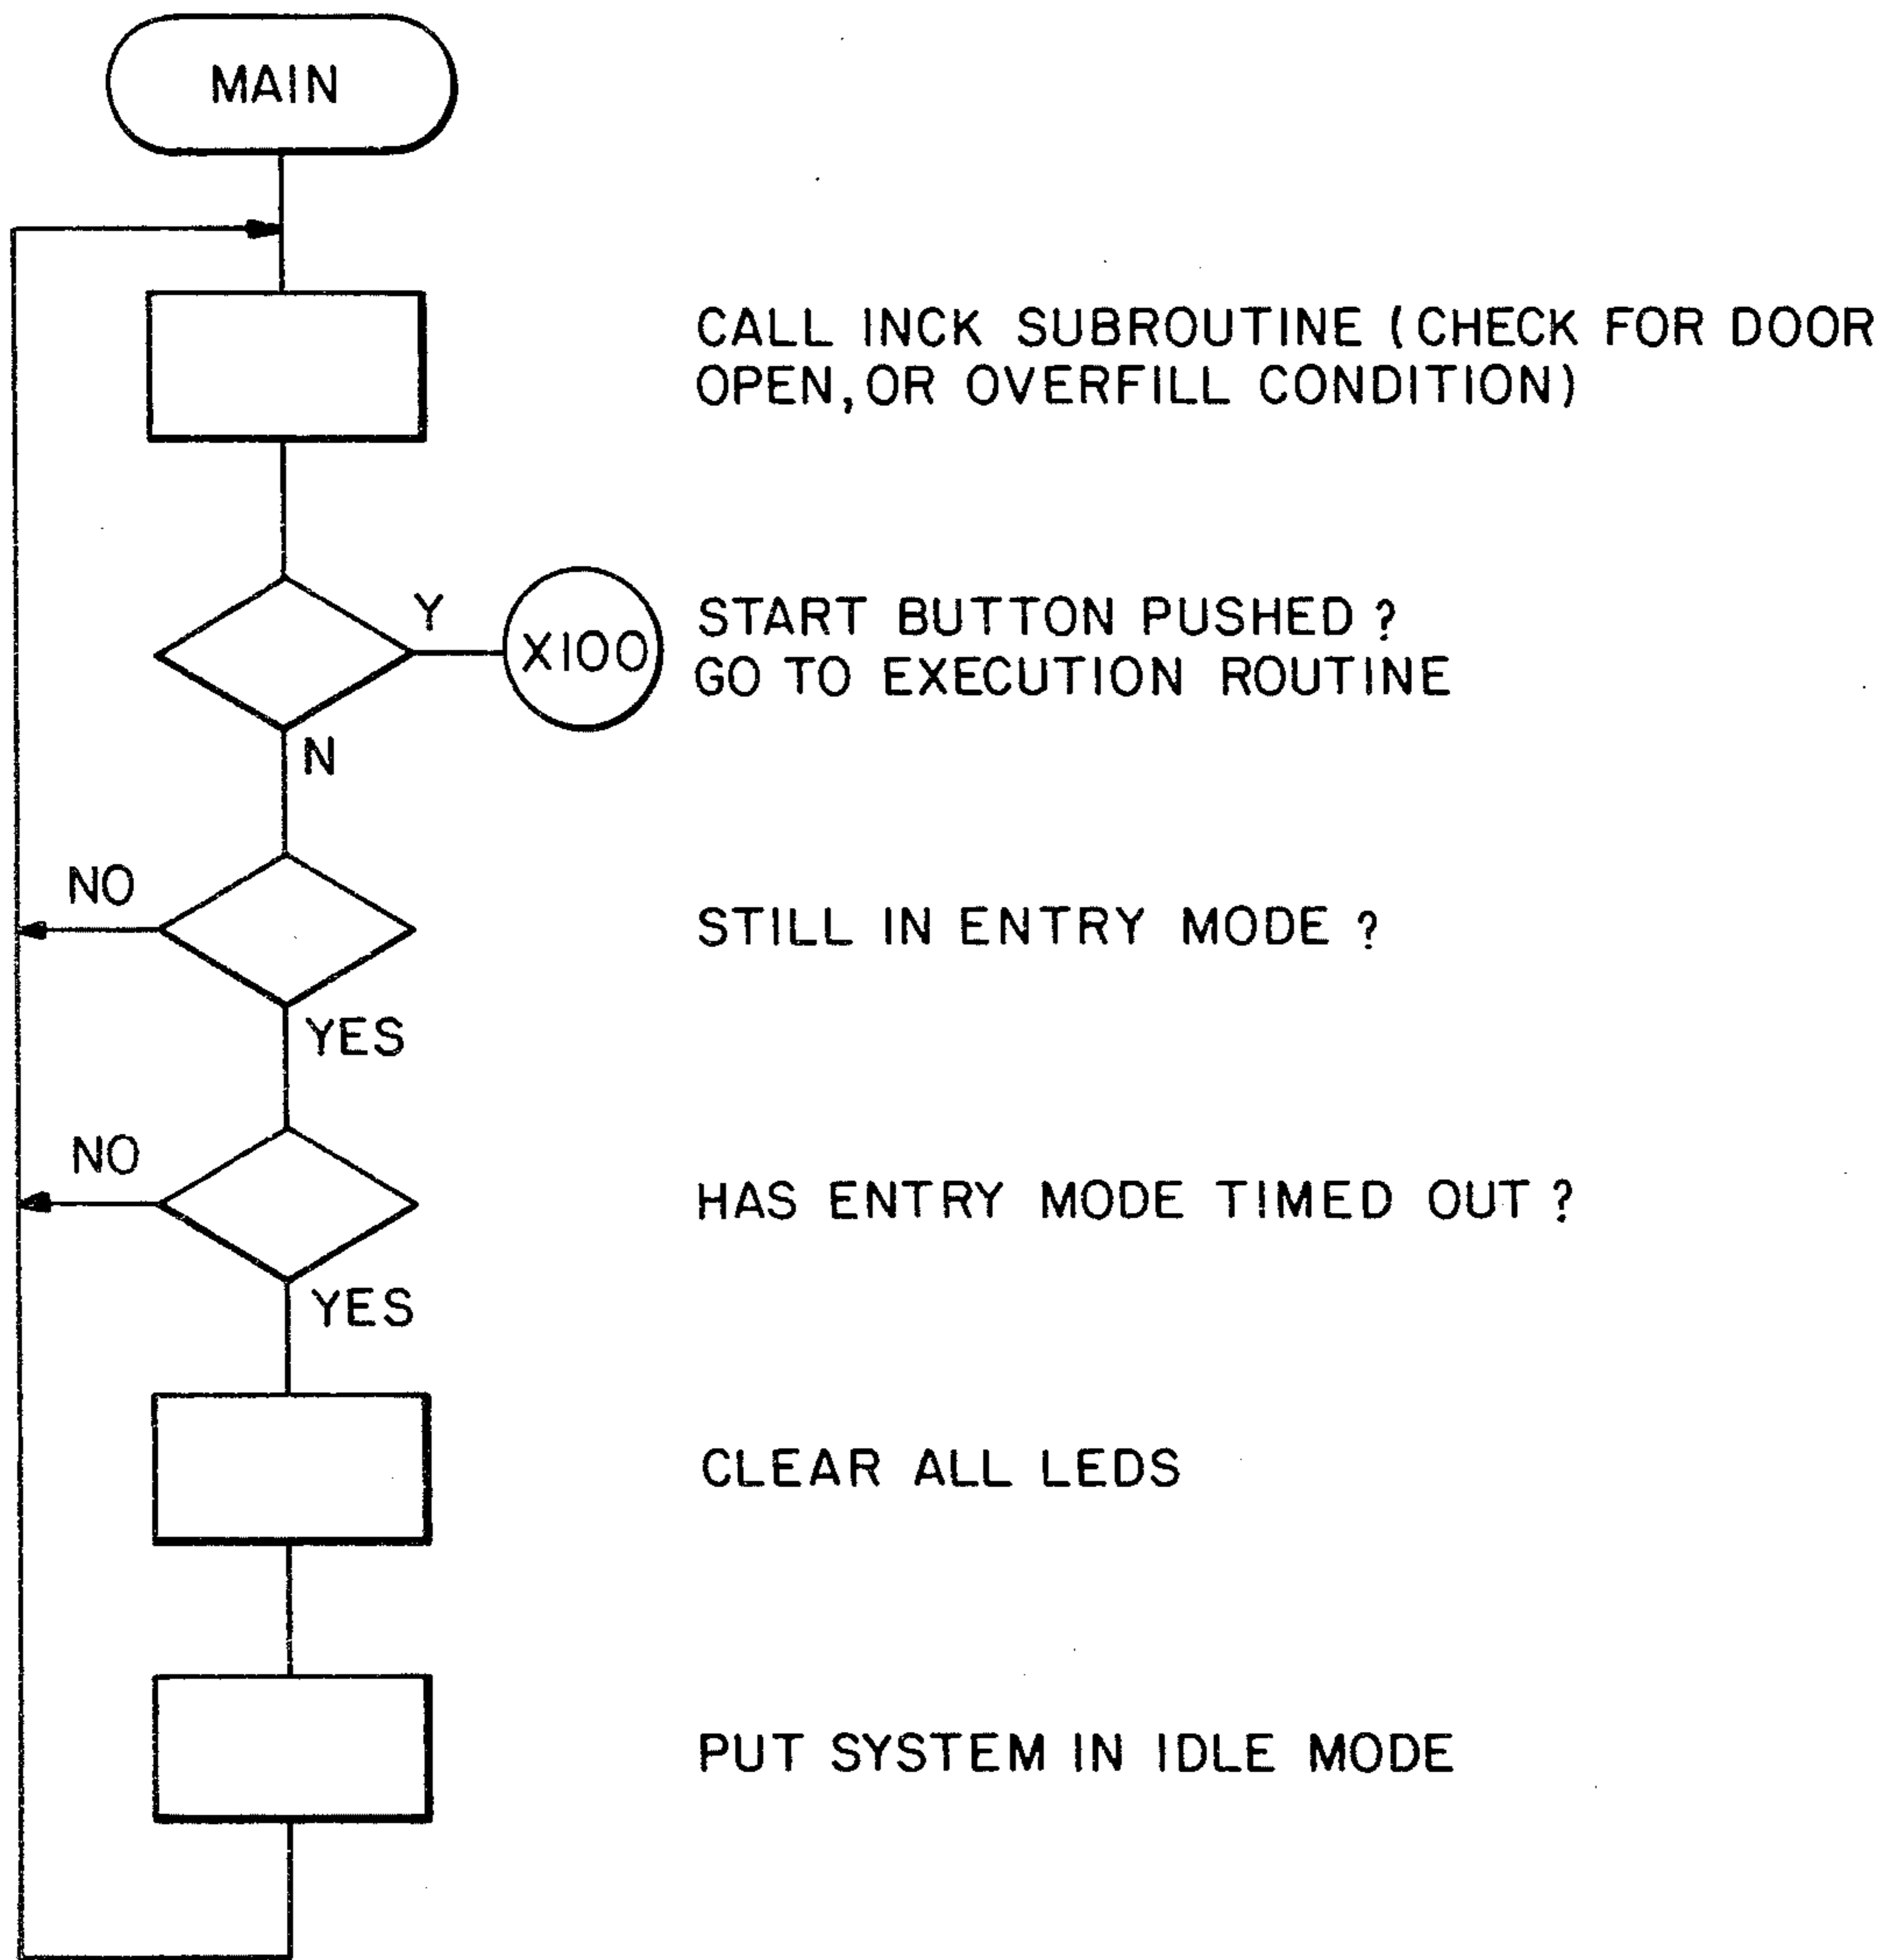 MAIN
CALL INCK SUBROUTINE (CHECK FOR DOOR
OPEN, OR OVERFILL CONDITION)
Y
X100
START BUTTON PUSHED ?
GO TO EXECUTION ROUTINE
N
NO
STILL IN ENTRY MODE ?
YES
NO
HAS ENTRY MODE TIMED OUT ?
YES
CLEAR ALL LEDS
PUT SYSTEM IN IDLE MODE